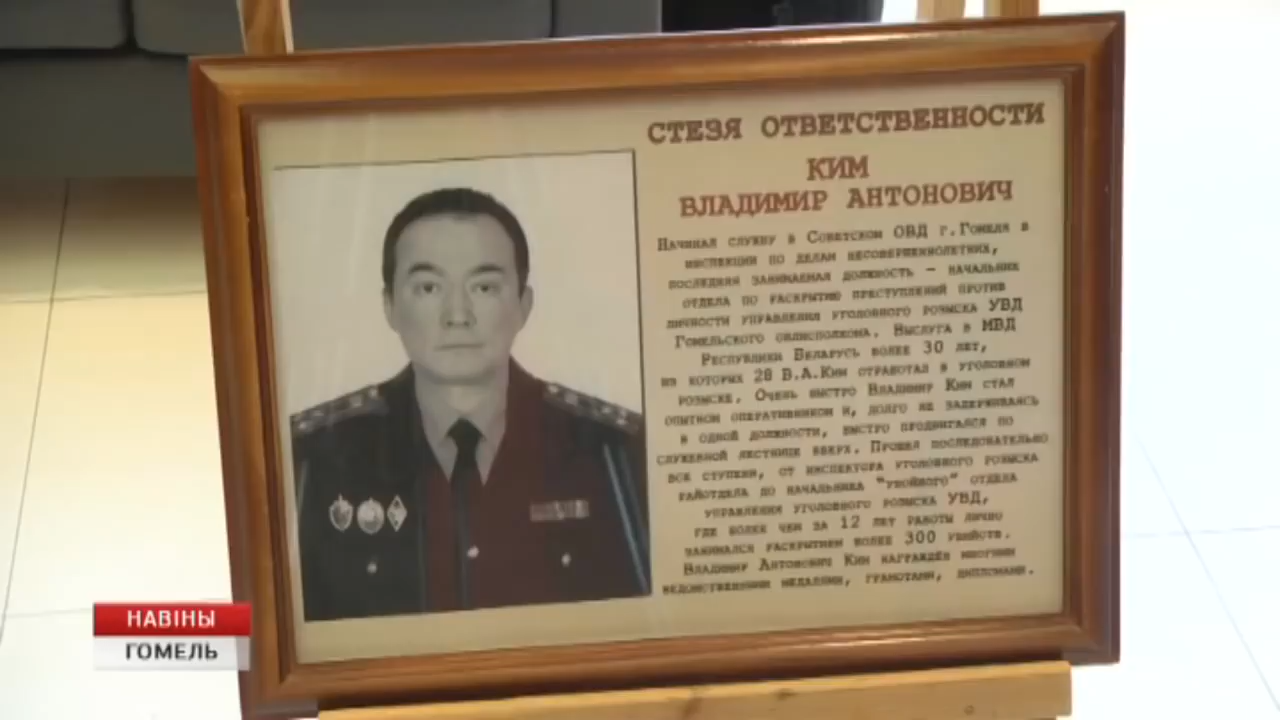 СТЕЗЯ ОТВЕТСТВЕННОСТИ
КИМ
ВЛАДИМИР АНТОНОВИЧ
НАЧИНАЛ СЛУЖБУ В СОВЕТСКОМ ОВД Г.ГОМЕЛЯ В
ИНСПЕКЦИИ ПО ДЕЛАМ НЕСОВЕРШЕННОЛЕТНИХ,
ПОСЛЕДНЯЯ ЗАНИМАЕМАЯ ДОЛЖНОСТЬ – НАЧАЛЬНИК
ОТДЕЛА ПО РАСКРЫТИЮ ПРЕСТУПЛЕНИЙ ПРОТИВ
ЛИЧНОСТИ УПРАВЛЕНИЯ УГОЛОВНОГО РОЗЫСКА УВД
ГОМЕЛЬСКОГО ОБЛИСПОЛКОМА. ВЫСЛУГА В МВД
РЕСПУБЛИКИ БЕЛАРУСЬ БОЛЕЕ 30 ЛЕТ,
ИЗ КОТОРЫХ 28 В.А.КИМ ОТРАБОТАЛ В УГОЛОВНОМ
РОЗЫСКЕ. ОЧЕНЬ БЫСТРО ВЛАДИМИР КИМ СТАЛ
ОПЫТНЫМ ОПЕРАТИВНИКОМ И, ДОЛГО НЕ ЗАДЕРЖИВАЯСЬ
В ОДНОЙ ДОЛЖНОСТИ, БЫСТРО ПРОДВИГАЛСЯ ПО
СЛУЖЕБНОЙ ЛЕСТНИЦЕ ВВЕРХ. ПРОШЕЛ ПОСЛЕДОВАТЕЛЬНО
ВСЕ СТУПЕНИ, ОТ ИНСПЕКТОРА УГОЛОВНОГО РОЗЫСКА
РАЙОТДЕЛА ДО НАЧАЛЬНИКА "УБОЙНОГО" ОТДЕЛА
УПРАВЛЕНИЯ УГОЛОВНОГО РОЗЫСКА УВД,
ГДЕ БОЛЕЕ ЧЕМ ЗА 12 ЛЕТ РАБОТЫ ЛИЧНО
ЗАНИМАЛСЯ РАСКРЫТИЕМ БОЛЕЕ 300 УБИЙСТВ.
ВЛАДИМИР АНТОНОВИЧ КИМ НАГРАЖДЁН МНОГИМИ
ВЕДОМСТВЕННЫМИ МЕДАЛЯМИ, ГРАМОТАМИ, ДИПЛОМАМИ.
НАВІНЫ
ГОМЕЛЬ